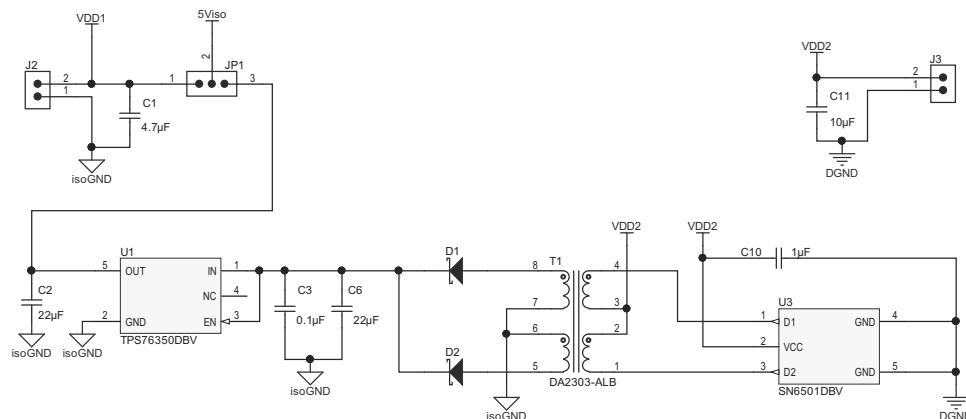 5Viso
VDD1
VDD2
J2
2
1
1
2
JP1
3
C1
4.7µF
isoGND
J3
2
1
C11
10µF
DGND
VDD2
VDD2
C10
1µF
U1
5
OUT
IN
1
NC
4
2
GND
EN
3
TPS76350DBV
C2
22µF
isoGND
isoGND
C3
0.1µF
C6
22µF
isoGND
D1
D2
T1
8
7
6
5
4
3
2
1
DA2303-ALB
isoGND
U3
1
D1
GND
4
2
VCC
3
D2
GND
5
SN6501DBV
DGND